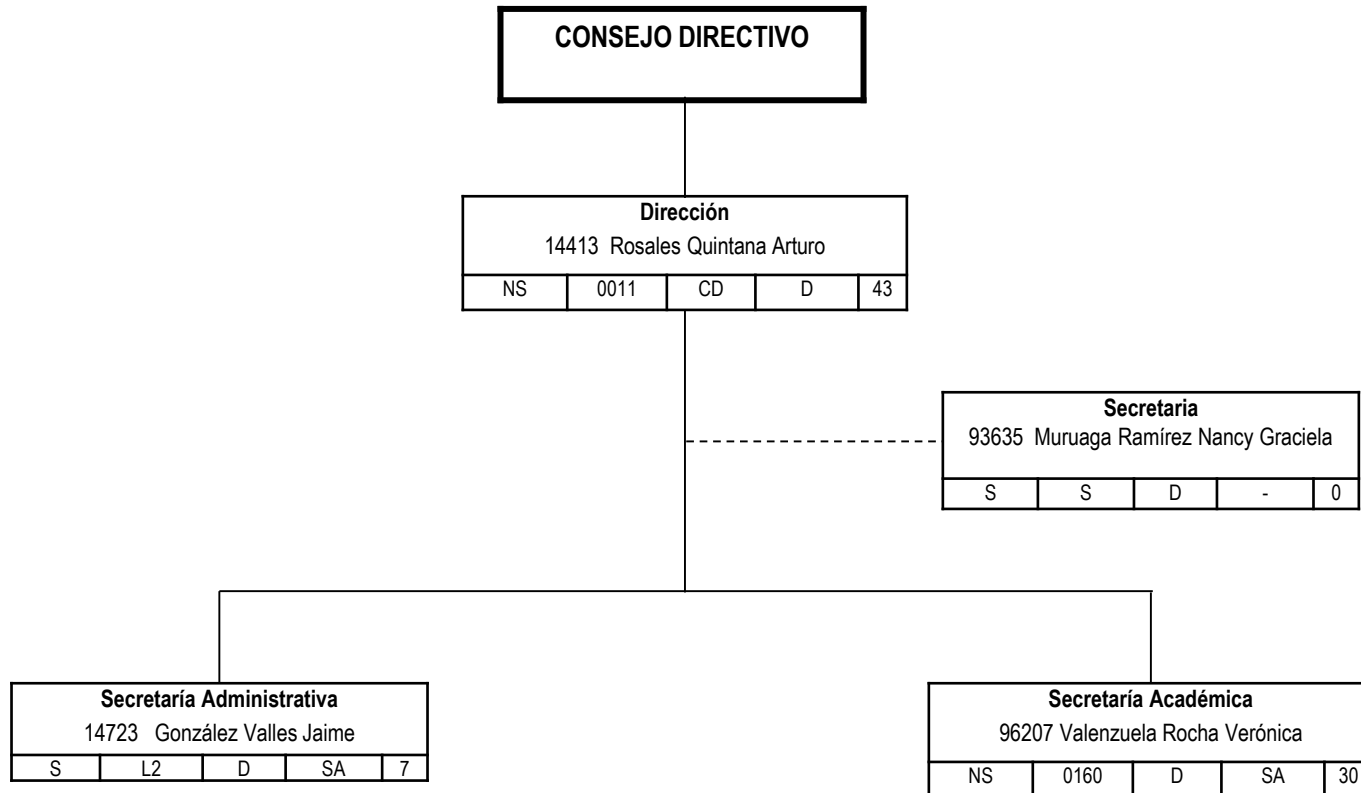 CONSEJO DIRECTIVO
Dirección
14413 Rosales Quintana Arturo
NS 0011 CD D 43
Secretaria
93635 Muruaga Ramírez Nancy Graciela
S S D - 0
Secretaría Administrativa
14723 González Valles Jaime
S L2 D SA 7
Secretaría Académica
96207 Valenzuela Rocha Verónica
NS 0160 D SA 30